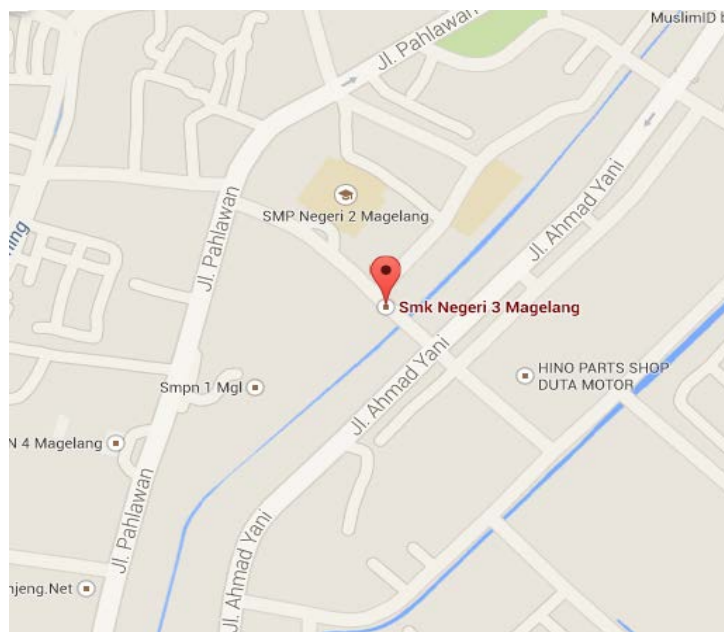 MuslimID b
Jl. Pahlawan
SMP Negeri 2 Magelang
Jl. Ahmad Yani
Jl. Pahlawan
ning
Smk Negeri 3 Magelang
HINO PARTS SHOP
DUTA MOTOR
Smpn 1 Mgl
Jl. Ahmad Yani
N 4 Magelang
Jl. Pahlawan
njeng.Net
Jl. Ahmad Yani